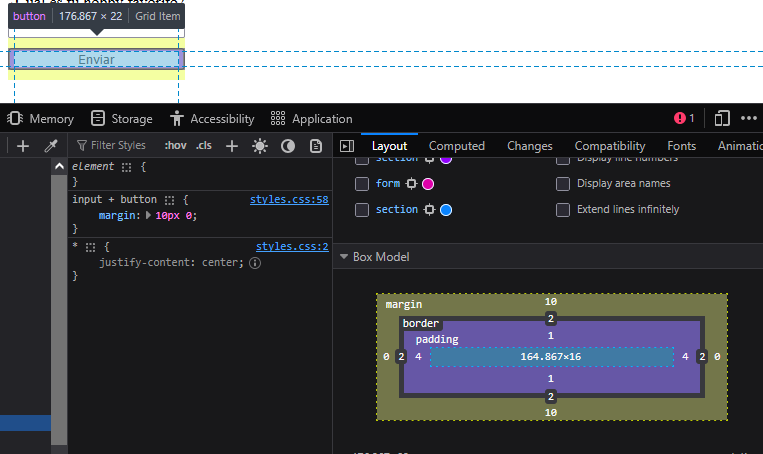 button 176.867 × 22 Grid Item
Enviar
Memory Storage Accessibility Application 1
Filter Styles :hov .cls
Layout Computed Changes Compatibility Fonts Animatio
element {
}
input + button { styles.css:58
margin: 10px 0;
}
* { styles.css:2
justify-content: center;
}
section Display line numbers
form Display area names
section Extend lines infinitely
Box Model
margin 10
border 2
padding 1
0 2 4 164.867×16 4 2 0
1
2
10